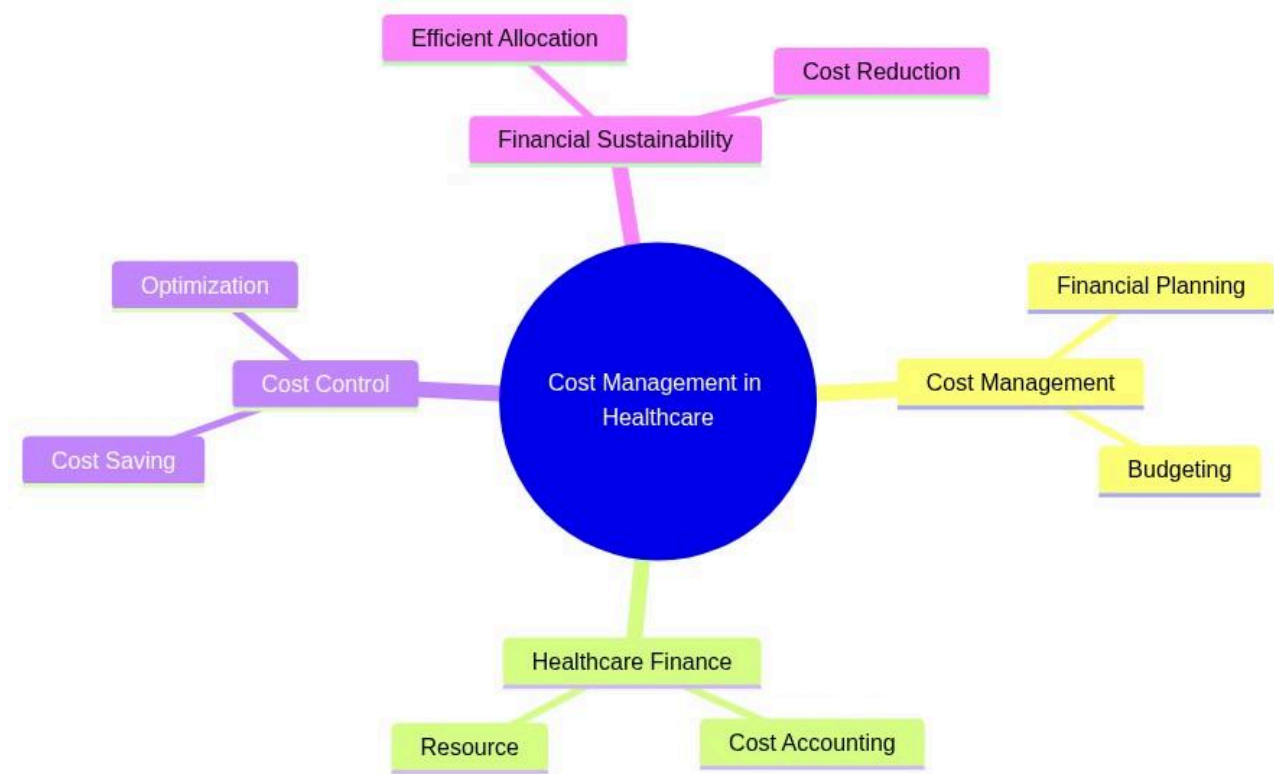 Efficient Allocation
Cost Reduction
Financial Sustainability
Optimization
Financial Planning
Cost Control
Cost Management in
Healthcare
Cost Management
Cost Saving
Budgeting
Healthcare Finance
Resource
Cost Accounting